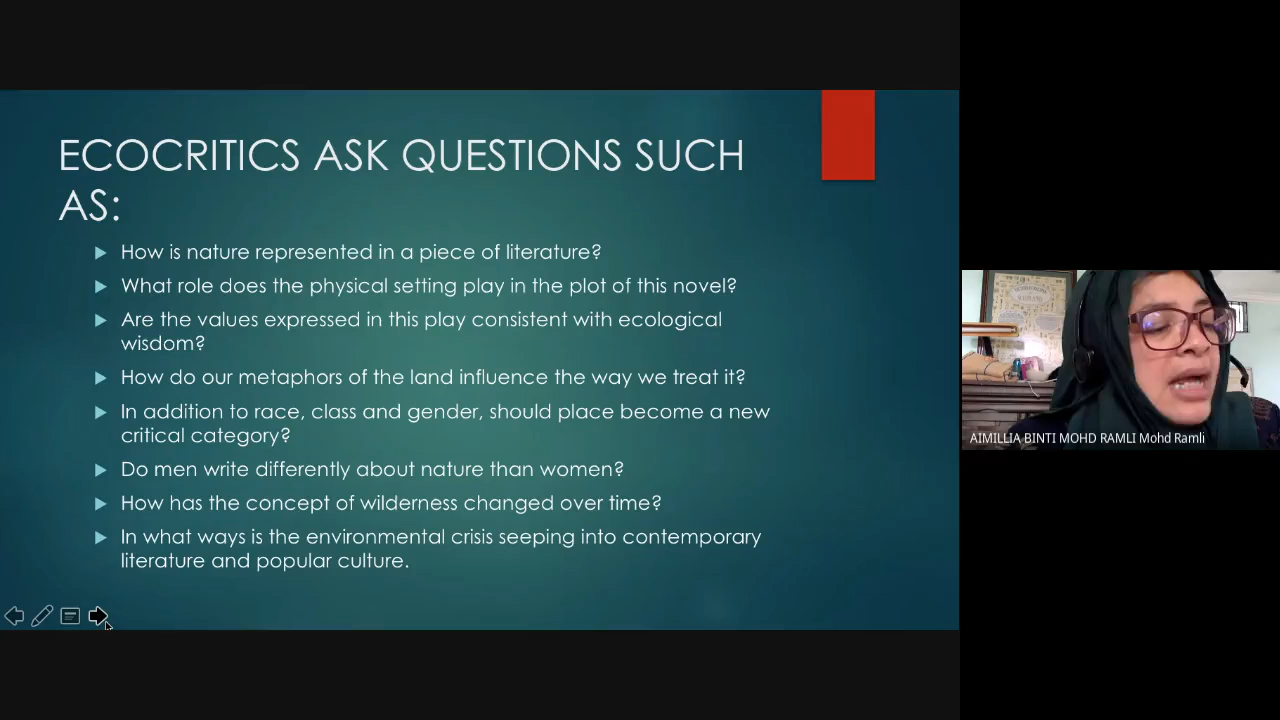 ECOCRITICS ASK QUESTIONS SUCH
AS:
How is nature represented in a piece of literature?
What role does the physical setting play in the plot of this novel?
Are the values expressed in this play consistent with ecological
wisdom?
How do our metaphors of the land influence the way we treat it?
In addition to race, class and gender, should place become a new
critical category?
Do men write differently about nature than women?
How has the concept of wilderness changed over time?
In what ways is the environmental crisis seeping into contemporary
literature and popular culture.
AIMILLIA BINTI MOHD RAMLI Mohd Ramli